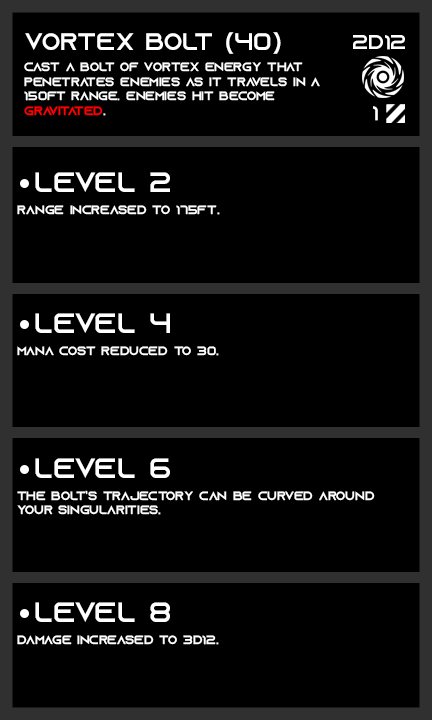 VORTEX BOLT (40)
2D12
CAST A BOLT OF VORTEX ENERGY THAT
PENETRATES ENEMIES AS IT TRAVELS IN A
150FT RANGE. ENEMIES HIT BECOME
GRAVITATED.
1
•LEVEL 2
RANGE INCREASED TO 175FT.
•LEVEL 4
MANA COST REDUCED TO 30.
•LEVEL 6
THE BOLT'S TRAJECTORY CAN BE CURVED AROUND
YOUR SINGULARITIES.
•LEVEL 8
DAMAGE INCREASED TO 3D12.